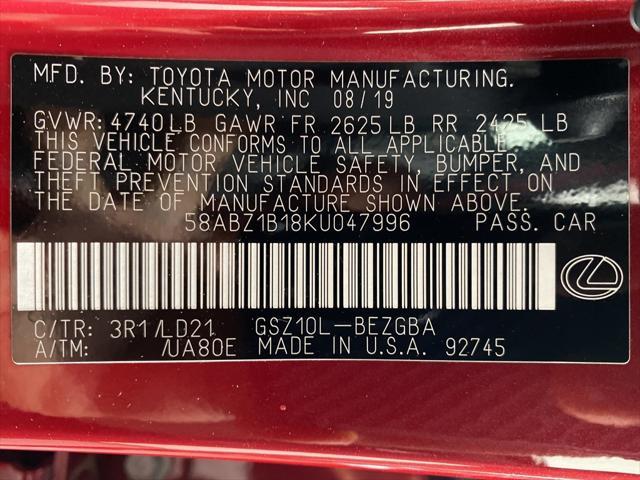 MFD. BY: TOYOTA MOTOR MANUFACTURING.
KENTUCKY, INC 08/19
GVWR: 4740 LB GAWR FR 2625 LB RR 2425 LB
THIS VEHICLE CONFORMS TO ALL APPLICABLE
FEDERAL MOTOR VEHICLE SAFETY, BUMPER, AND
THEFT PREVENTION STANDARDS IN EFFECT ON
THE DATE OF MANUFACTURE SHOWN ABOVE.
58ABZ1B18KU047996 PASS. CAR
C/TR: 3R1/LD21 GSZ10L-BEZGBA
A/TM: /UA80E MADE IN U.S.A. 92745